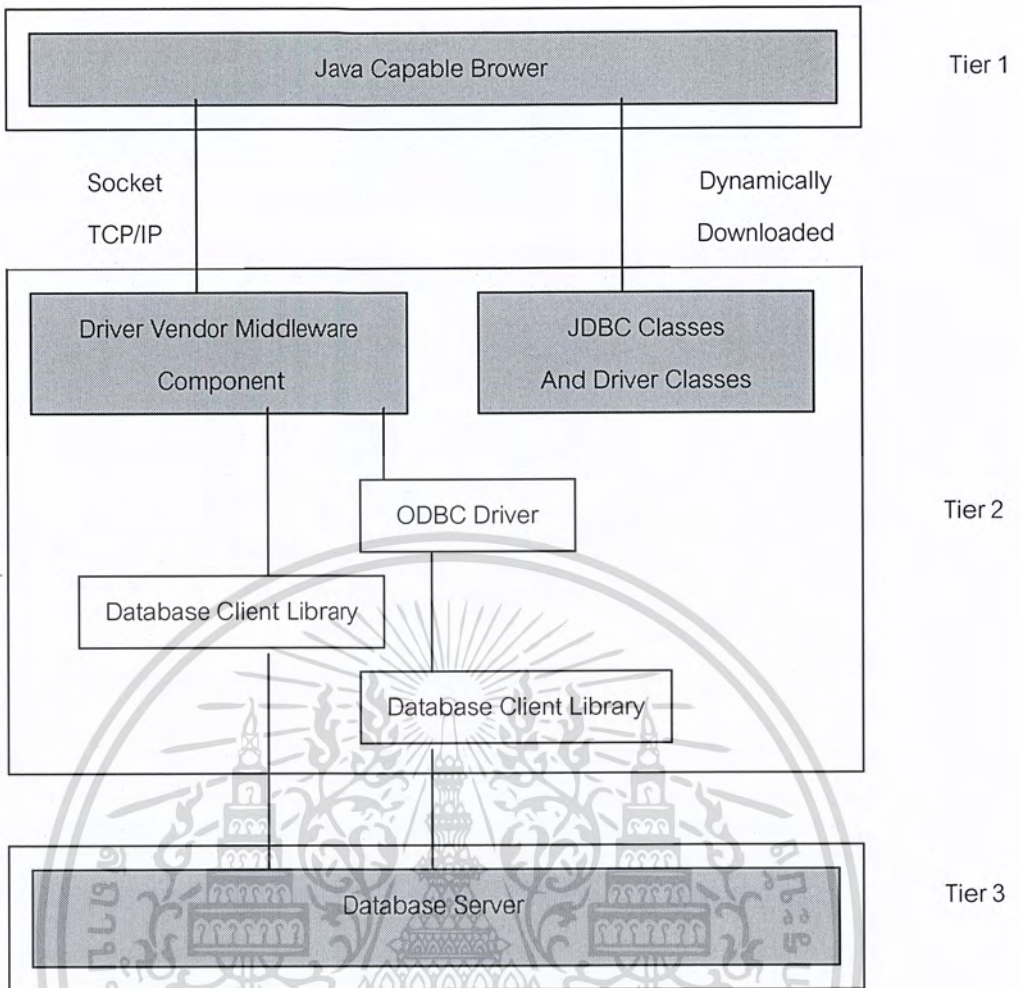 Java Capable Brower
Tier 1
Socket
TCP/IP
Dynamically
Downloaded
Driver Vendor Middleware
Component
JDBC Classes
And Driver Classes
ODBC Driver
Tier 2
Database Client Library
Database Client Library
Database Server
Tier 3